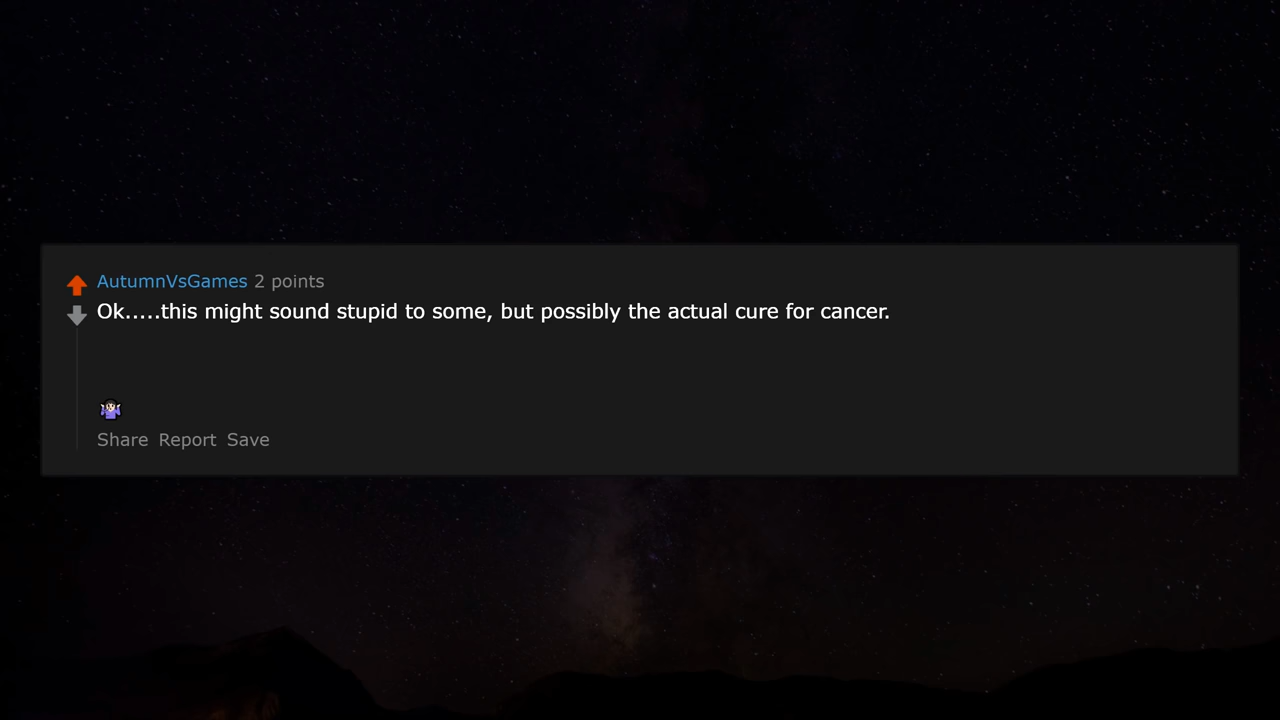 AutumnVsGames 2 points
Ok.....this might sound stupid to some, but possibly the actual cure for cancer.
🤷🏻‍♀️
Share Report Save